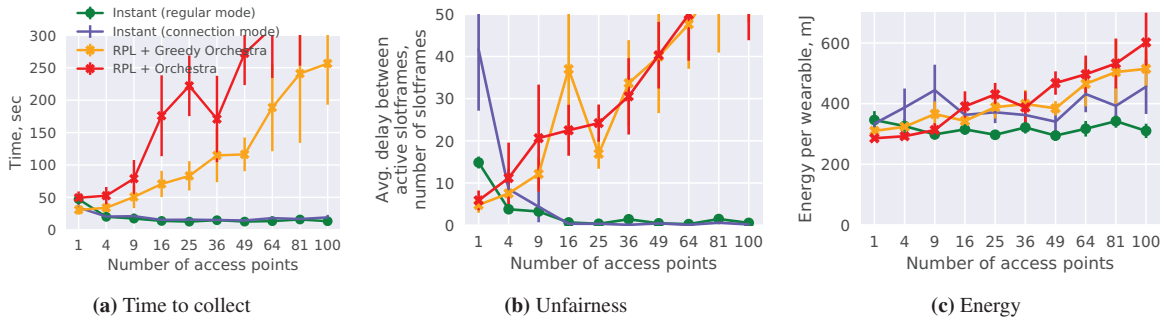 Instant (regular mode)
Instant (connection mode)
RPL + Greedy Orchestra
RPL + Orchestra
Time, sec
300
250
200
150
100
50
0
1 4 9 16 25 36 49 64 81 100
Number of access points
(a) Time to collect
Avg. delay between
active slotframes,
number of slotframes
50
40
30
20
10
0
1 4 9 16 25 36 49 64 81 100
Number of access points
(b) Unfairness
Energy per wearable, mJ
600
400
200
0
1 4 9 16 25 36 49 64 81 100
Number of access points
(c) Energy